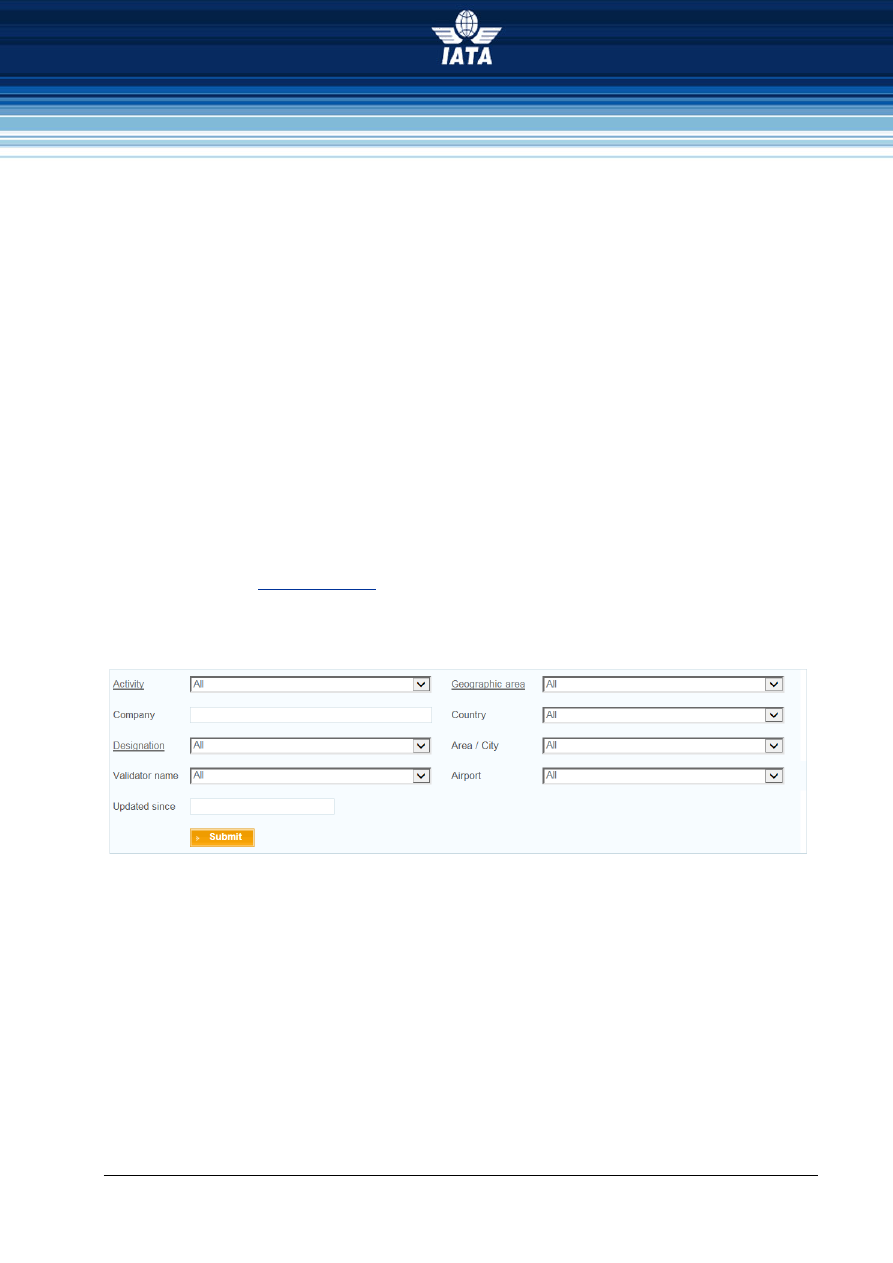 IATA
Activity All Geographic area All
Company Country All
Designation All Area / City All
Validator name All Airport All
Updated since
Submit